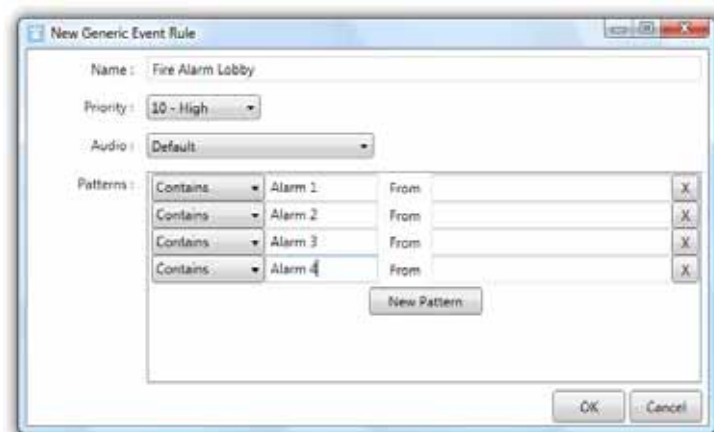 New Generic Event Rule
Name : Fire Alarm Lobby
Priority : 10 - High
Audio : Default
Patterns : Contains Alarm 1 From X
Contains Alarm 2 From X
Contains Alarm 3 From X
Contains Alarm 4 From X
New Pattern
OK Cancel